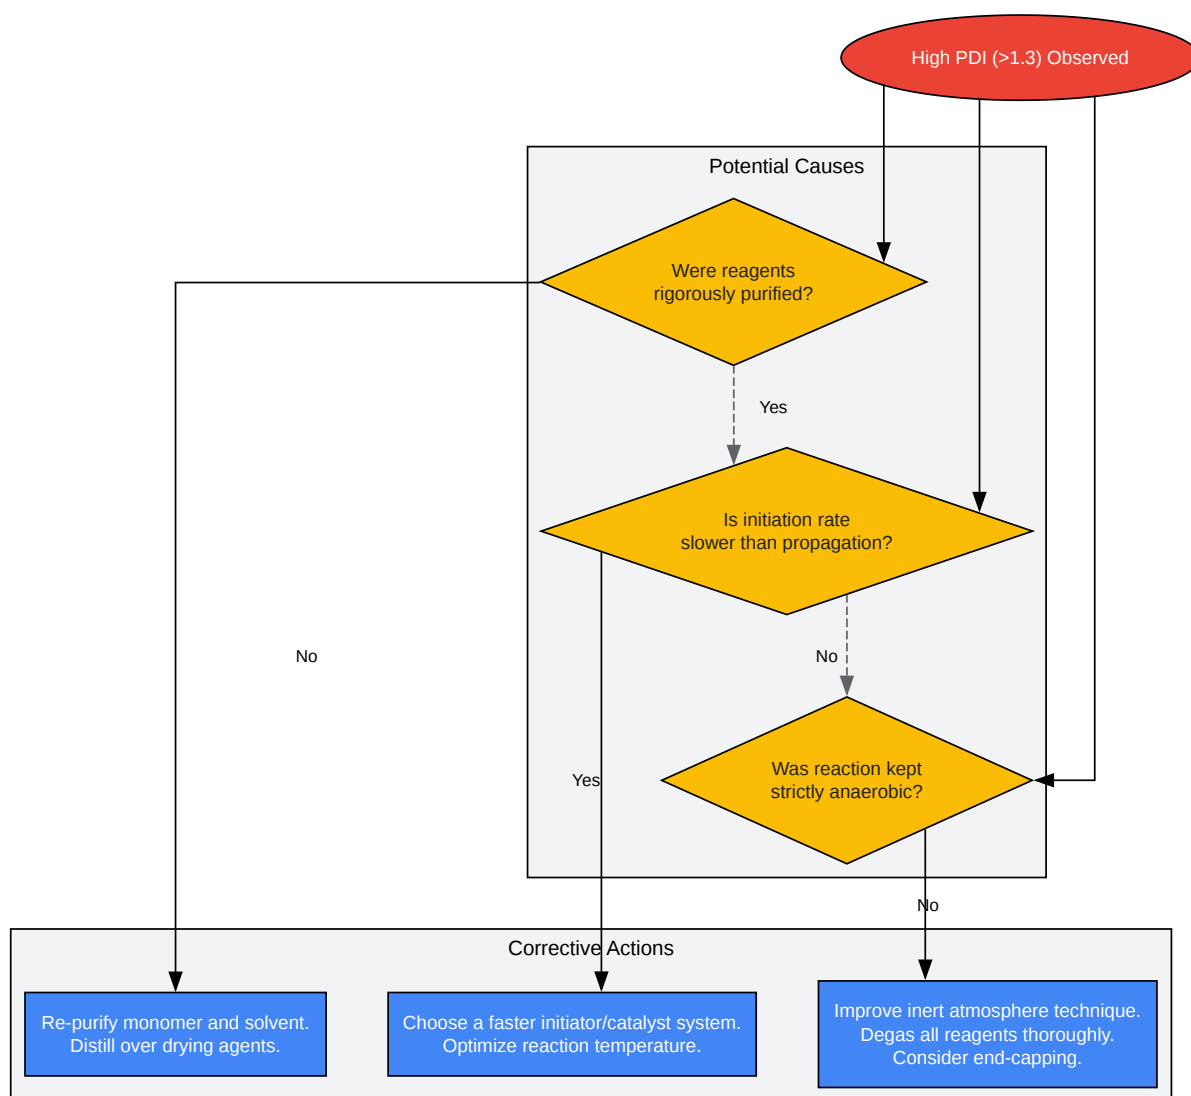 High PDI (>1.3) Observed
Potential Causes
Were reagents
rigorously purified?
Yes
Is initiation rate
slower than propagation?
No
No
Yes
Was reaction kept
strictly anaerobic?
No
Corrective Actions
Re-purify monomer and solvent.
Distill over drying agents.
Choose a faster initiator/catalyst system.
Optimize reaction temperature.
Improve inert atmosphere technique.
Degas all reagents thoroughly.
Consider end-capping.